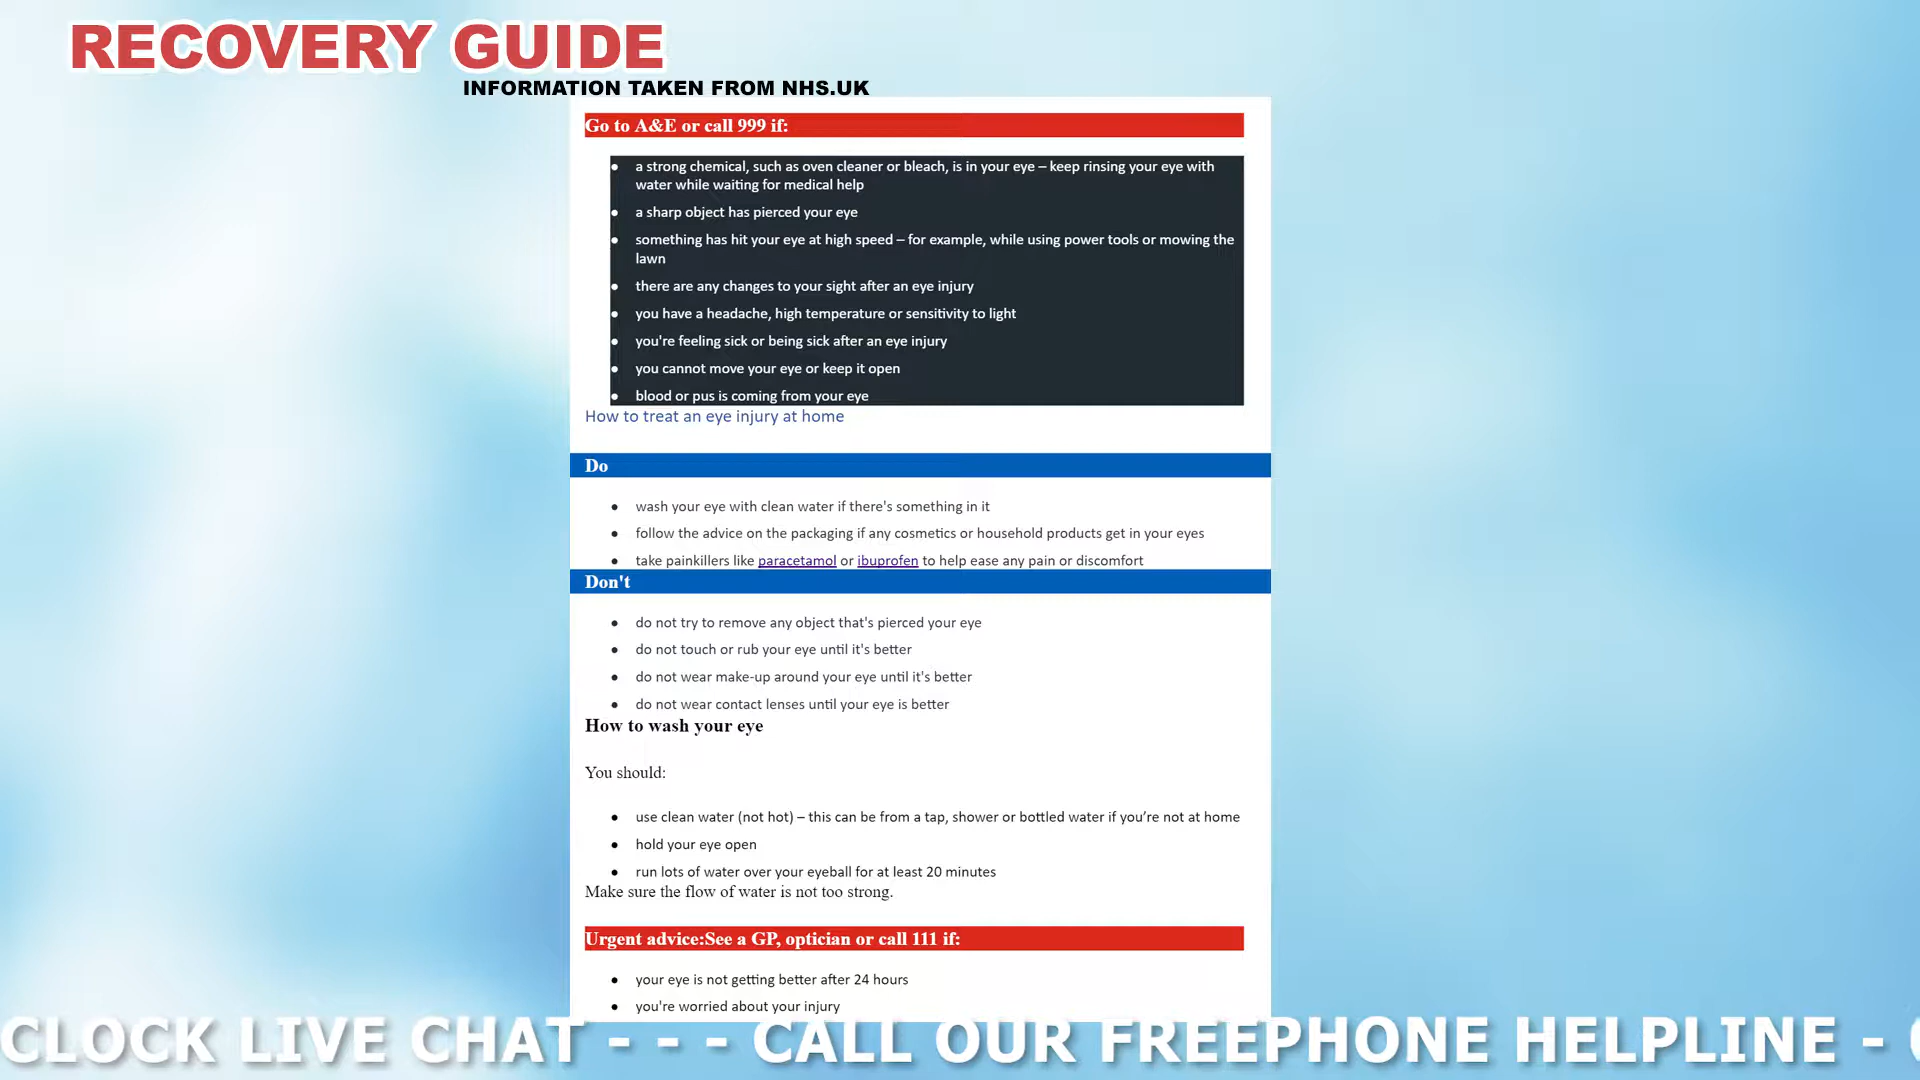 RECOVERY GUIDE
INFORMATION TAKEN FROM NHS.UK
Go to A&E or call 999 if:
• a strong chemical, such as oven cleaner or bleach, is in your eye – keep rinsing your eye with
water while waiting for medical help
• a sharp object has pierced your eye
• something has hit your eye at high speed – for example, while using power tools or mowing the
lawn
• there are any changes to your sight after an eye injury
• you have a headache, high temperature or sensitivity to light
• you're feeling sick or being sick after an eye injury
• you cannot move your eye or keep it open
• blood or pus is coming from your eye
How to treat an eye injury at home
Do
• wash your eye with clean water if there's something in it
• follow the advice on the packaging if any cosmetics or household products get in your eyes
• take painkillers like paracetamol or ibuprofen to help ease any pain or discomfort
Don't
• do not try to remove any object that's pierced your eye
• do not touch or rub your eye until it's better
• do not wear make-up around your eye until it's better
• do not wear contact lenses until your eye is better
How to wash your eye
You should:
• use clean water (not hot) – this can be from a tap, shower or bottled water if you’re not at home
• hold your eye open
• run lots of water over your eyeball for at least 20 minutes
Make sure the flow of water is not too strong.
Urgent advice:See a GP, optician or call 111 if:
• your eye is not getting better after 24 hours
• you're worried about your injury
CLOCK LIVE CHAT - - - CALL OUR FREEPHONE HELPLINE -